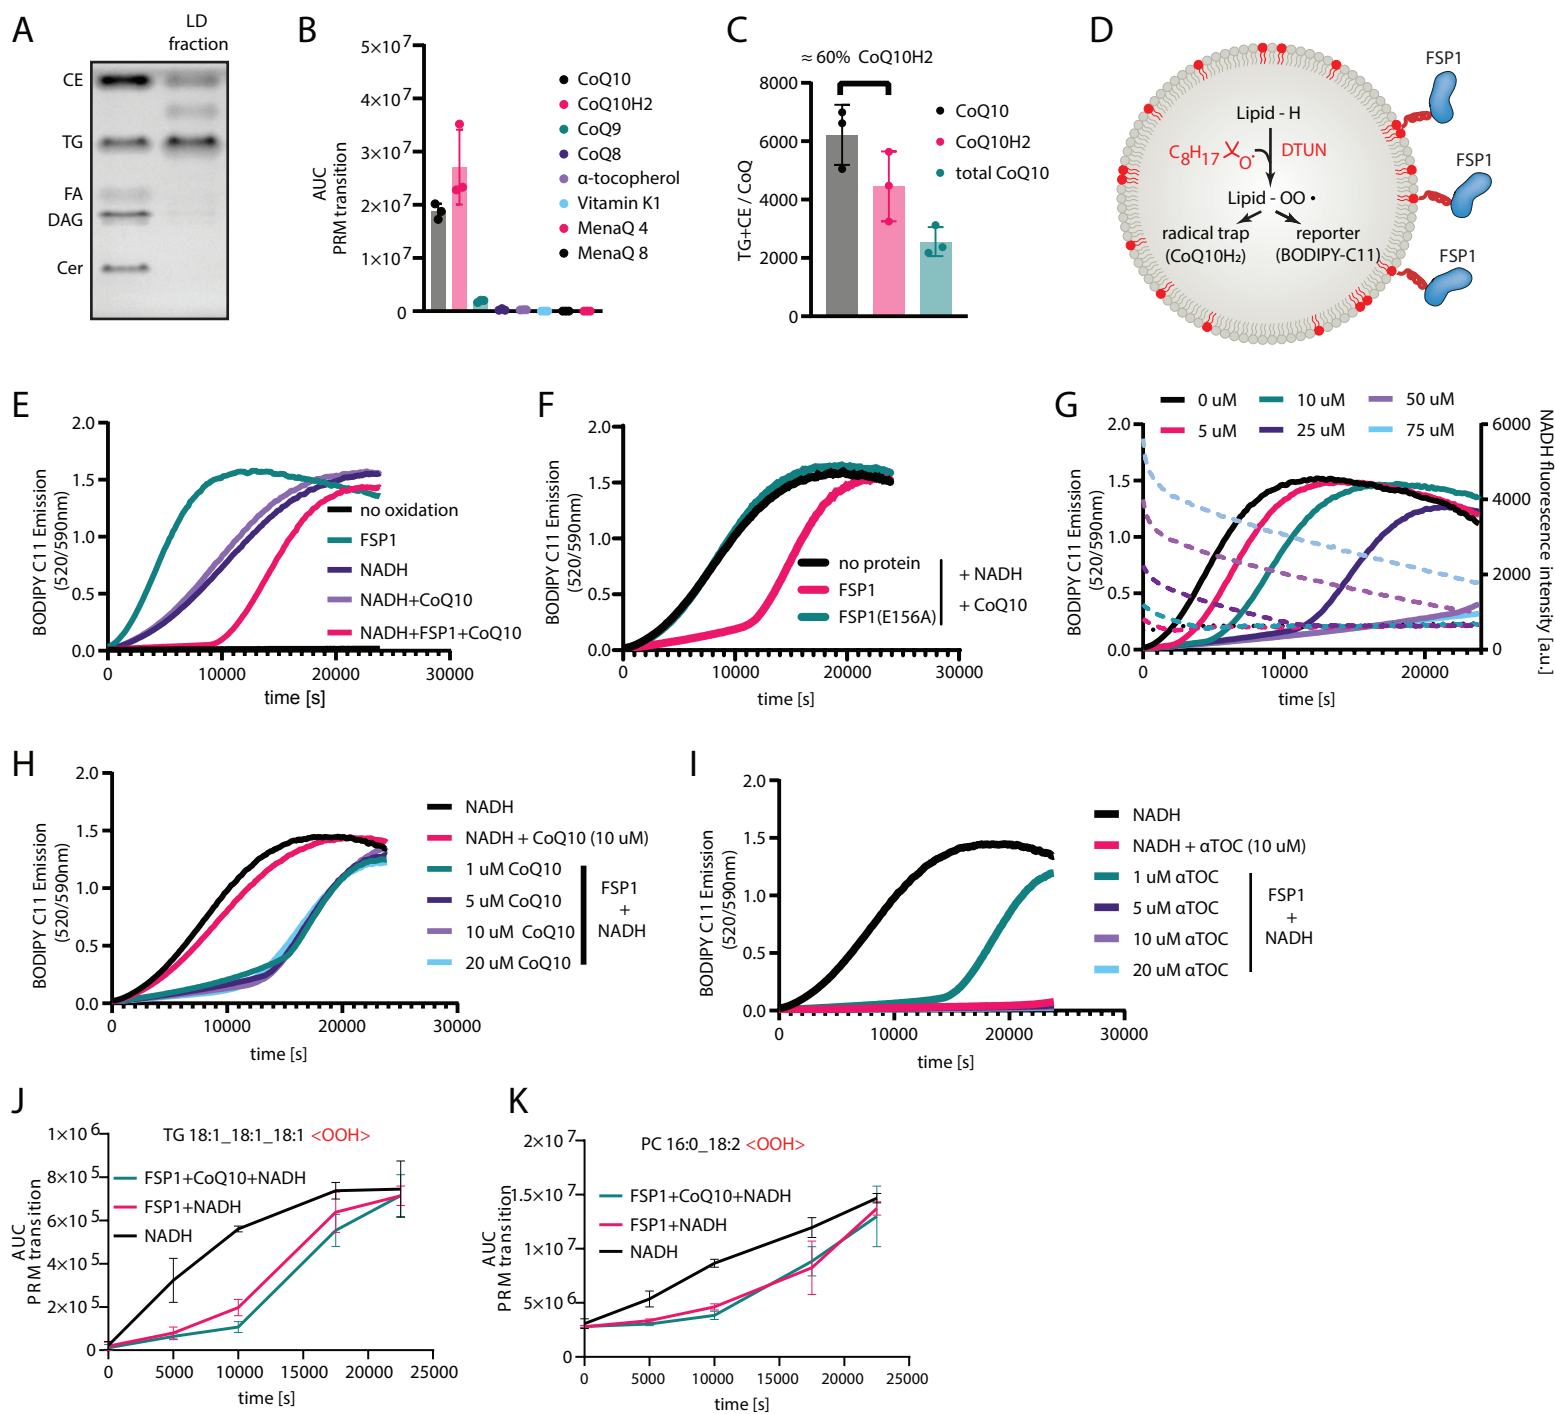 A
LD
fraction
CE
TG
FA
DAG
Cer
B
5×10⁷
4×10⁷
3×10⁷
2×10⁷
1×10⁷
0
AUC
PRM transition
CoQ10
CoQ10H2
CoQ9
CoQ8
α-tocopherol
Vitamin K1
MenaQ 4
MenaQ 8
C
≈ 60% CoQ10H2
8000
6000
4000
2000
0
TG+CE / CoQ
CoQ10
CoQ10H2
total CoQ10
D
FSP1
FSP1
FSP1
Lipid - H
C₈H₁₇
O·
DTUN
Lipid - OO •
radical trap
(CoQ10H₂)
reporter
(BODIPY-C11)
E
2.0
1.5
1.0
0.5
0.0
BODIPY C11 Emission
(520/590nm)
no oxidation
FSP1
NADH
NADH+CoQ10
NADH+FSP1+CoQ10
0 10000 20000 30000
time [s]
F
2.0
1.5
1.0
0.5
0.0
BODIPY C11 Emission
(520/590nm)
no protein
FSP1
FSP1(E156A)
+ NADH
+ CoQ10
0 10000 20000 30000
time [s]
G
0 uM
10 uM
50 uM
5 uM
25 uM
75 uM
2.0
1.5
1.0
0.5
0.0
BODIPY C11 Emission
(520/590nm)
6000
4000
2000
0
NADH fluorescence intensity [a.u.]
0 10000 20000
time [s]
H
2.0
1.5
1.0
0.5
0.0
BODIPY C11 Emission
(520/590nm)
NADH
NADH + CoQ10 (10 uM)
1 uM CoQ10
5 uM CoQ10
10 uM CoQ10
20 uM CoQ10
FSP1
+
NADH
0 10000 20000 30000
time [s]
I
2.0
1.5
1.0
0.5
0.0
BODIPY C11 Emission
(520/590nm)
NADH
NADH + αTOC (10 uM)
1 uM αTOC
5 uM αTOC
10 uM αTOC
20 uM αTOC
FSP1
+
NADH
0 10000 20000 30000
time [s]
J
TG 18:1_18:1_18:1 <OOH>
1×10⁶
8×10⁵
6×10⁵
4×10⁵
2×10⁵
0
AUC
PRM transition
FSP1+CoQ10+NADH
FSP1+NADH
NADH
0 5000 10000 15000 20000 25000
time [s]
K
PC 16:0_18:2 <OOH>
2×10⁷
1.5×10⁷
1×10⁷
5×10⁶
0
AUC
PRM transition
FSP1+CoQ10+NADH
FSP1+NADH
NADH
0 5000 10000 15000 20000 25000
time [s]